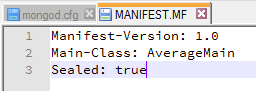 mongod.cfg MANIFEST.MF
1 Manifest-Version: 1.0
2 Main-Class: AverageMain
3 Sealed: true